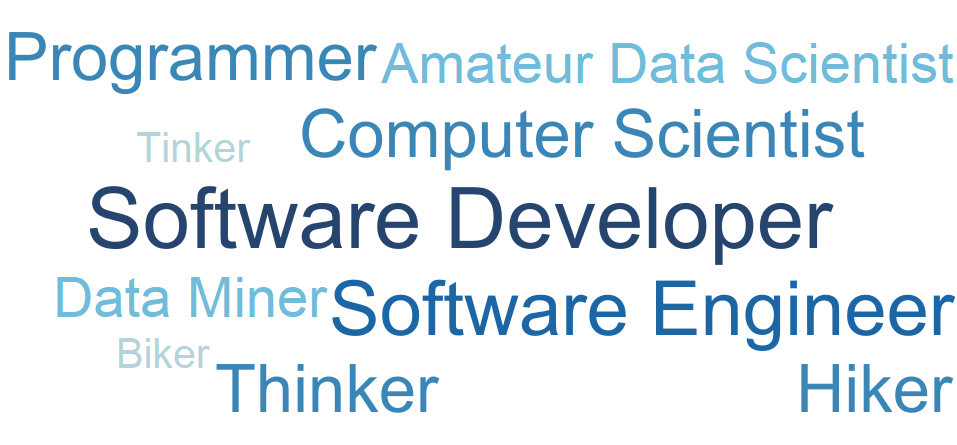 Programmer Amateur Data Scientist
Tinker Computer Scientist
Software Developer
Data Miner Software Engineer
Biker
Thinker Hiker